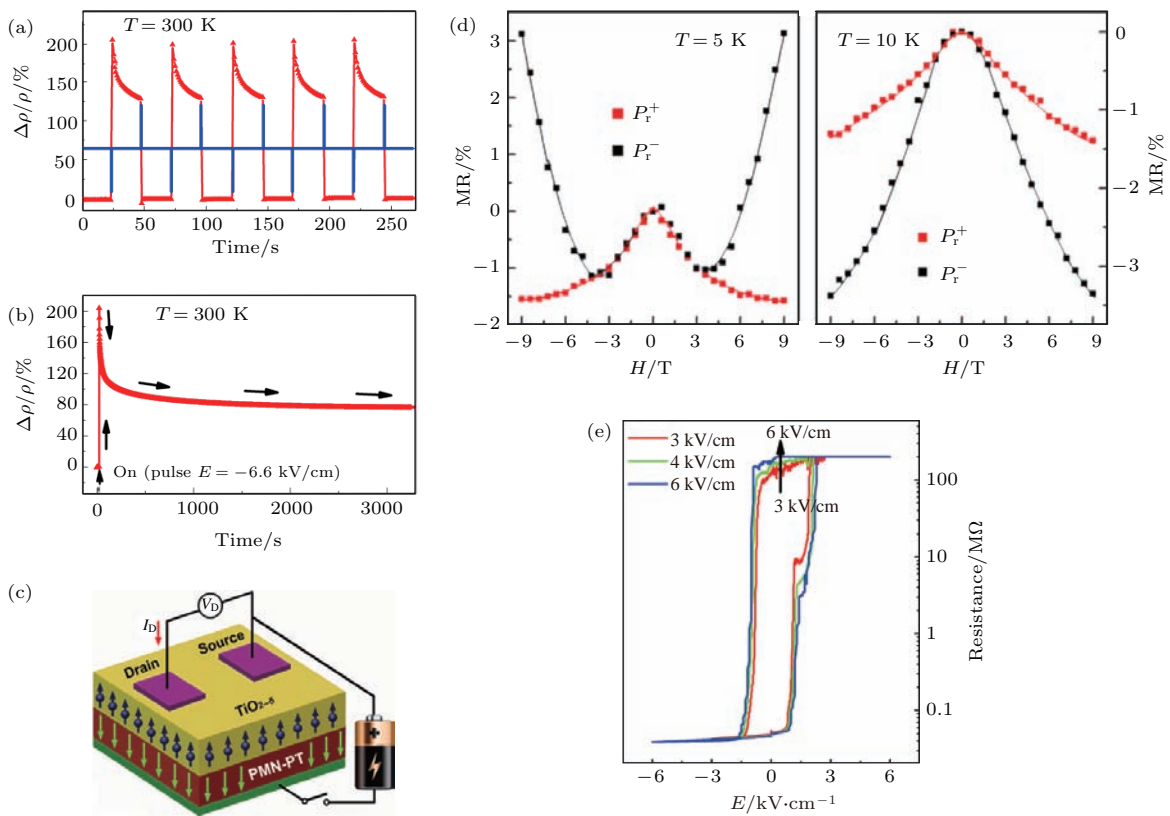 (a)
T = 300 K
200
150
100
50
0
Δρ/ρ/%
0 50 100 150 200 250
Time/s
(b)
T = 300 K
200
160
120
80
40
0
Δρ/ρ/%
On (pulse E = −6.6 kV/cm)
0 1000 2000 3000
Time/s
(c)
V_D
I_D
Source
Drain
TiO₂₋δ
PMN-PT
(d)
T = 5 K
3
2
1
0
−1
−2
MR/%
P_r^+
P_r^−
−9 −6 −3 0 3 6 9
H/T
T = 10 K
0
−1
−2
−3
MR/%
P_r^+
P_r^−
−9 −6 −3 0 3 6 9
H/T
(e)
3 kV/cm
4 kV/cm
6 kV/cm
6 kV/cm
3 kV/cm
100
10
1
0.1
Resistance/MΩ
−6 −3 0 3 6
E/kV·cm⁻¹